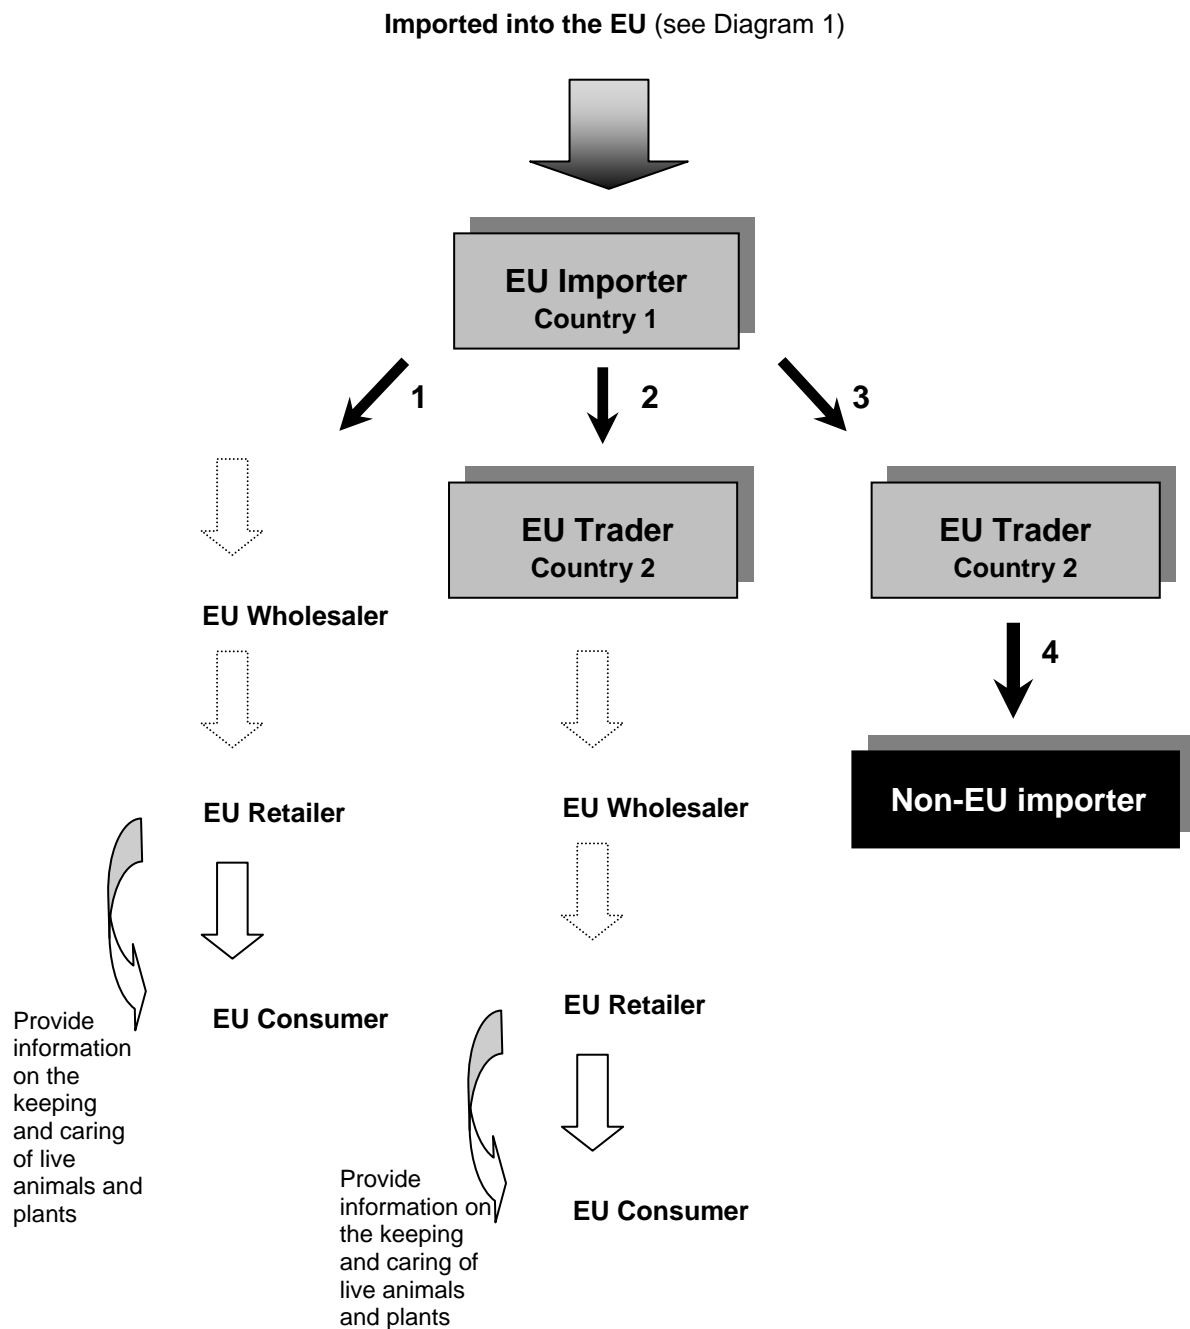 Imported into the EU (see Diagram 1)
EU Importer
Country 1
1
2
3
EU Trader
Country 2
EU Trader
Country 2
EU Wholesaler
4
Non-EU importer
EU Retailer
EU Wholesaler
EU Consumer
EU Retailer
Provide
information
on the
keeping
and caring
of live
animals and
plants
Provide
information on
the keeping
and caring of
live animals
and plants
EU Consumer